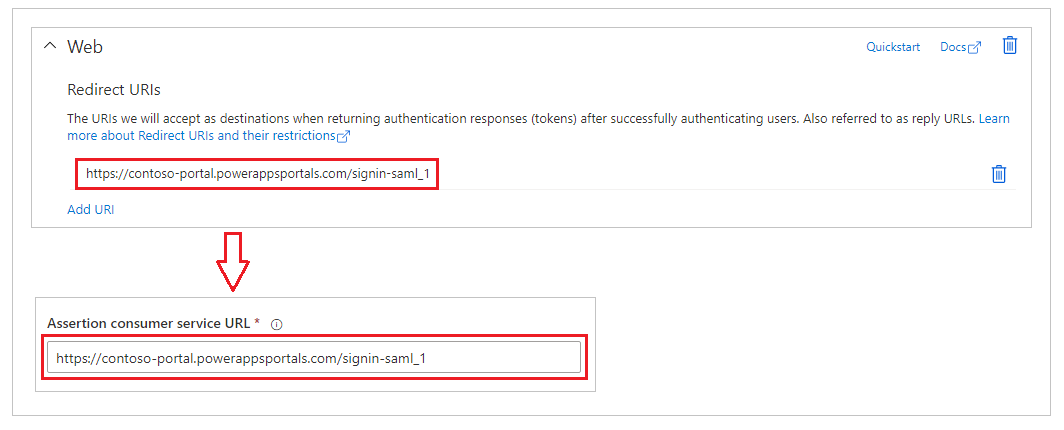 Web
Quickstart
Docs
Redirect URIs
The URIs we will accept as destinations when returning authentication responses (tokens) after successfully authenticating users. Also referred to as reply URLs. Learn
more about Redirect URIs and their restrictions
https://contoso-portal.powerappsportals.com/signin-saml_1
Add URI
Assertion consumer service URL *
https://contoso-portal.powerappsportals.com/signin-saml_1